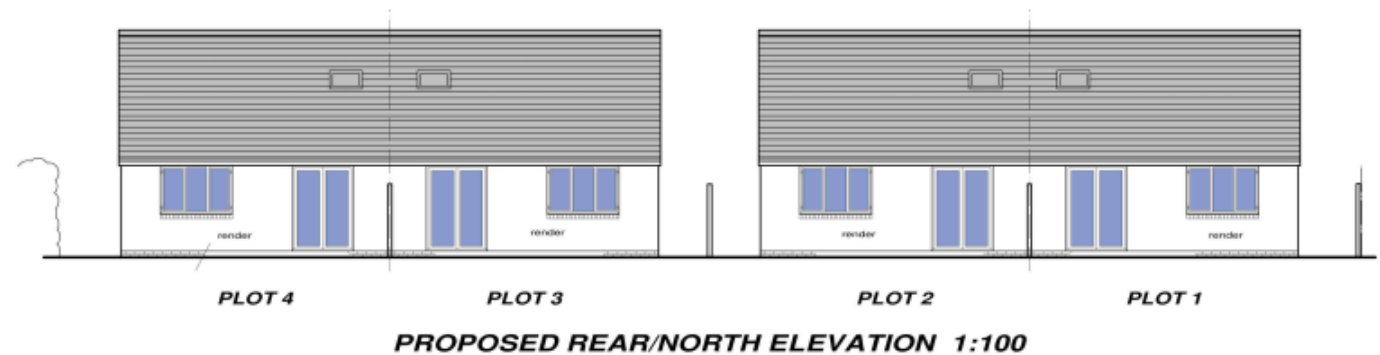 render render render render
PLOT 4 PLOT 3 PLOT 2 PLOT 1
PROPOSED REAR/NORTH ELEVATION 1:100